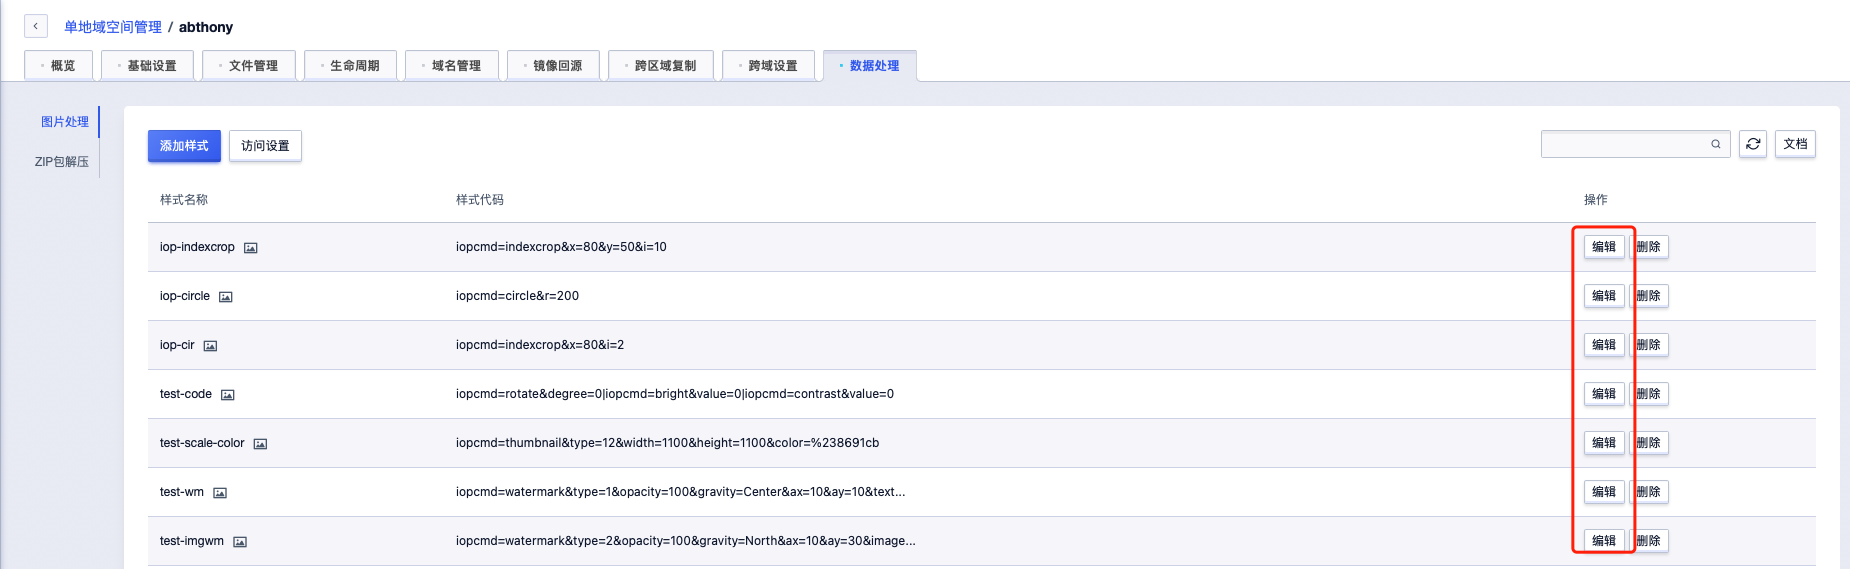 单地域空间管理 / abthony
概览 基础设置 文件管理 生命周期 域名管理 镜像回源 跨区域复制 跨域设置 数据处理
图片处理
ZIP包解压
添加样式 访问设置 文档
样式名称 样式代码 操作
iop-indexcrop iopcmd=indexcrop&x=80&y=50&i=10 编辑 删除
iop-circle iopcmd=circle&r=200 编辑 删除
iop-cir iopcmd=indexcrop&x=80&i=2 编辑 删除
test-code iopcmd=rotate&degree=0|iopcmd=bright&value=0|iopcmd=contrast&value=0 编辑 删除
test-scale-color iopcmd=thumbnail&type=12&width=1100&height=1100&color=%238691cb 编辑 删除
test-wm iopcmd=watermark&type=1&opacity=100&gravity=Center&ax=10&ay=10&text... 编辑 删除
test-imgwm iopcmd=watermark&type=2&opacity=100&gravity=North&ax=10&ay=30&image... 编辑 删除